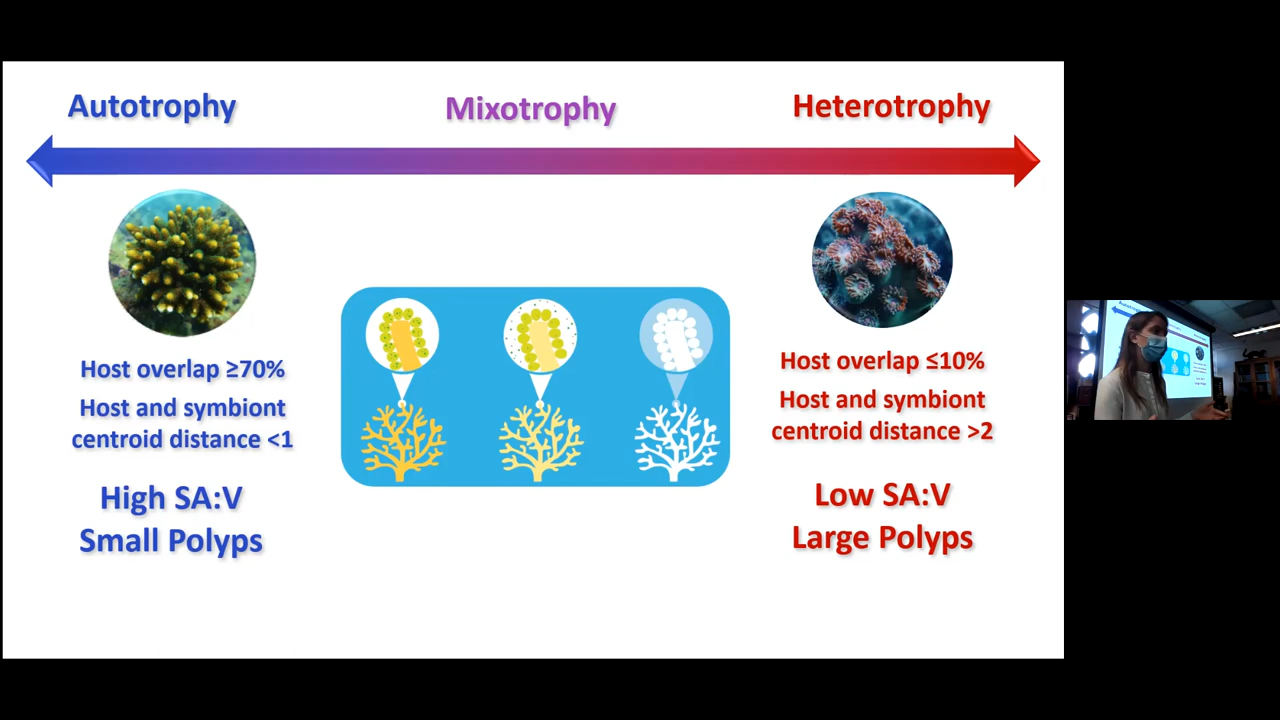 Autotrophy
Mixotrophy
Heterotrophy
Host overlap ≥70%
Host and symbiont
centroid distance <1
High SA:V
Small Polyps
Host overlap ≤10%
Host and symbiont
centroid distance >2
Low SA:V
Large Polyps